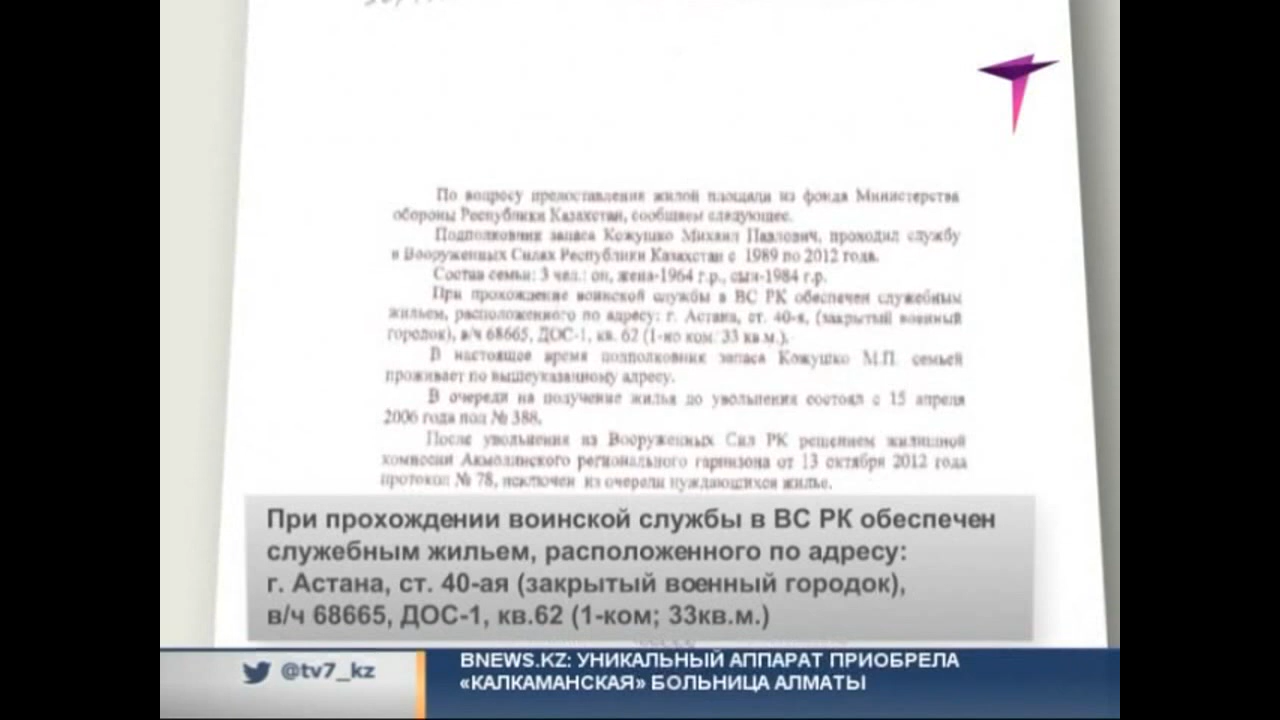 По вопросу предоставления жилой площади из фонда Министерства
обороны Республики Казахстан, сообщаем следующее.
Подполковник запаса Кожушко Михаил Павлович, проходил службу
в Вооруженных Силах Республики Казахстан с 1989 по 2012 года.
Состав семьи: 3 чел.: он, жена-1964 г.р., сын-1984 г.р.
При прохождение воинской службы в ВС РК обеспечен служебным
жильем, расположенного по адресу: г. Астана, ст. 40-я, (закрытый военный
городок), в/ч 68665, ДОС-1, кв. 62 (1-но ком. 33 кв.м.).
В настоящее время подполковник запаса Кожушко М.П. семьей
проживает по вышеуказанному адресу.
В очереди на получение жилья до увольнения состоял с 15 апреля
2006 года под № 388.
После увольнения из Вооруженных Сил РК решением жилищной
комиссии Акмолинского регионального гарнизона от 13 октября 2012 года
протокол № 78, исключен из очереди нуждающихся жилье.
При прохождении воинской службы в ВС РК обеспечен
служебным жильем, расположенного по адресу:
г. Астана, ст. 40-ая (закрытый военный городок),
в/ч 68665, ДОС-1, кв.62 (1-ком; 33кв.м.)
@tv7_kz
BNEWS.KZ: УНИКАЛЬНЫЙ АППАРАТ ПРИОБРЕЛА
«КАЛКАМАНСКАЯ» БОЛЬНИЦА АЛМАТЫ